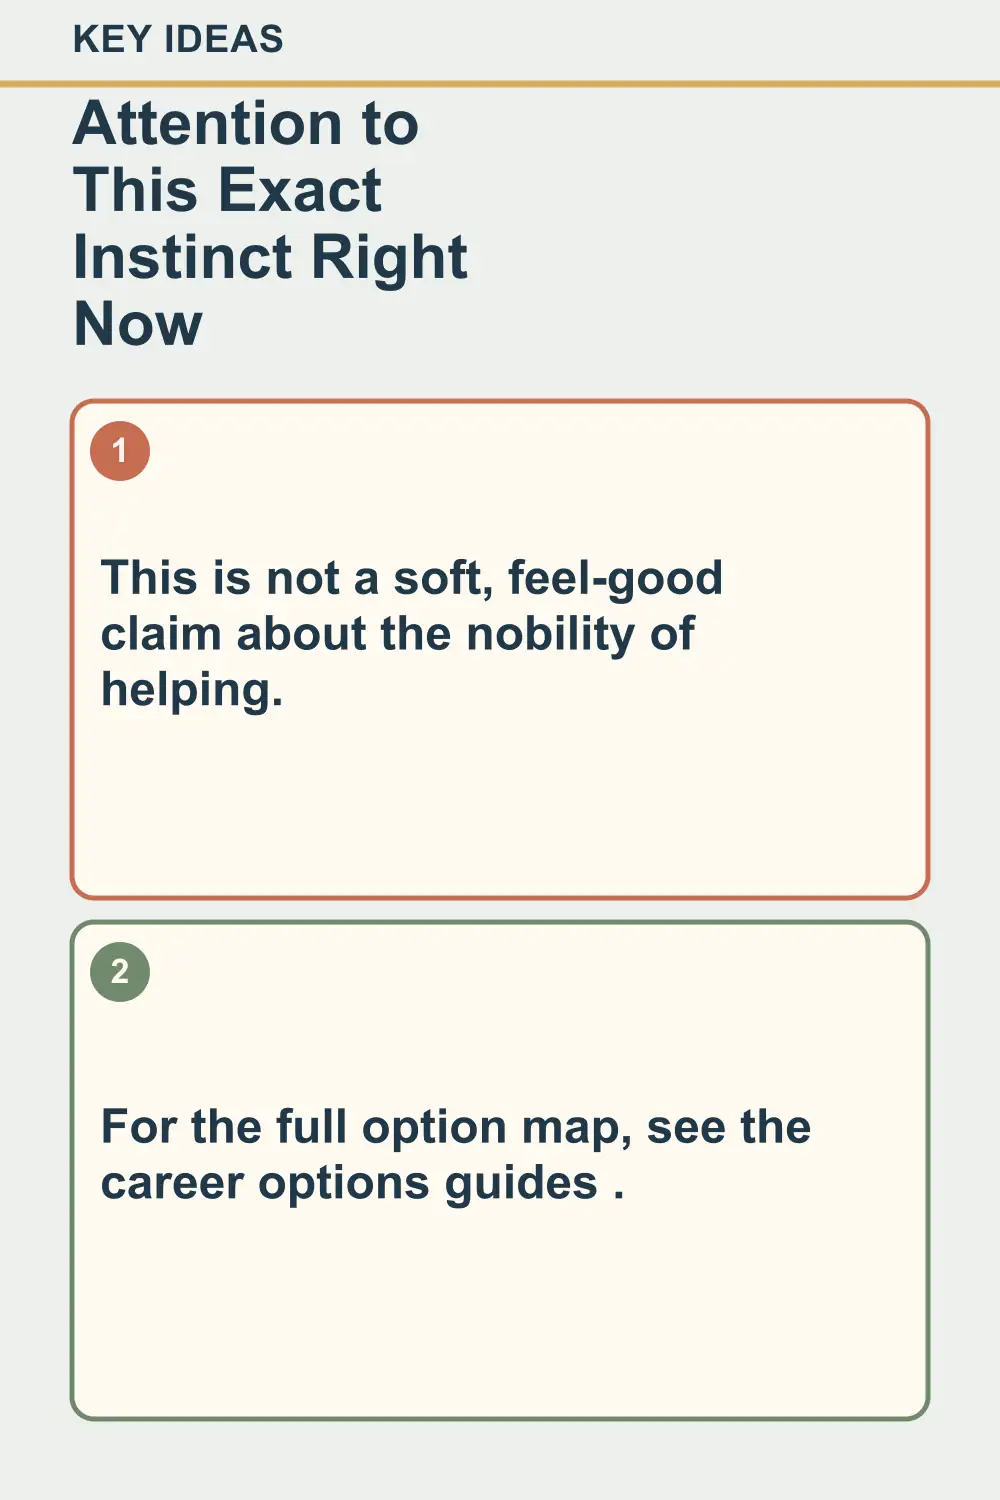 KEY IDEAS
Attention to
This Exact
Instinct Right
Now
1
This is not a soft, feel-good
claim about the nobility of
helping.
2
For the full option map, see the
career options guides .